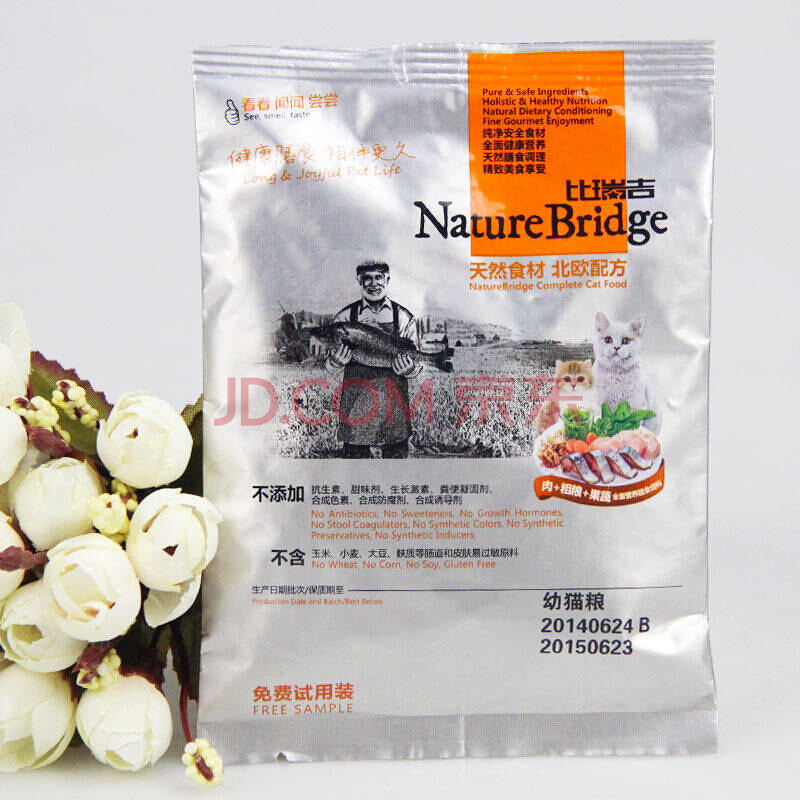 看看 闻闻 尝尝
See, smell, taste
健康膳食 相伴更久
Long & Joyful Pet Life
Pure & Safe Ingredients
Holistic & Healthy Nutrition
Natural Dietary Conditioning
Fine Gourmet Enjoyment
纯净安全食材
全面健康营养
天然膳食调理
精致美食享受
比瑞吉
NatureBridge
天然食材 北欧配方
NatureBridge Complete Cat Food
JD.COM 京东
肉+粗粮+果蔬
不添加 抗生素、甜味剂、生长激素、粪便凝固剂、
合成色素、合成防腐剂、合成诱导剂
No Antibiotics, No Sweeteners, No Growth Hormones,
No Stool Coagulators, No Synthetic Colors, No Synthetic
Preservatives, No Synthetic Inducers
不含 玉米、小麦、大豆、麸质等肠道和皮肤易过敏原料
No Wheat, No Corn, No Soy, Gluten Free
生产日期批次/保质期至
Production Date and Batch/Best Before
幼猫粮
20140624 B
20150623
免费试用装
FREE SAMPLE